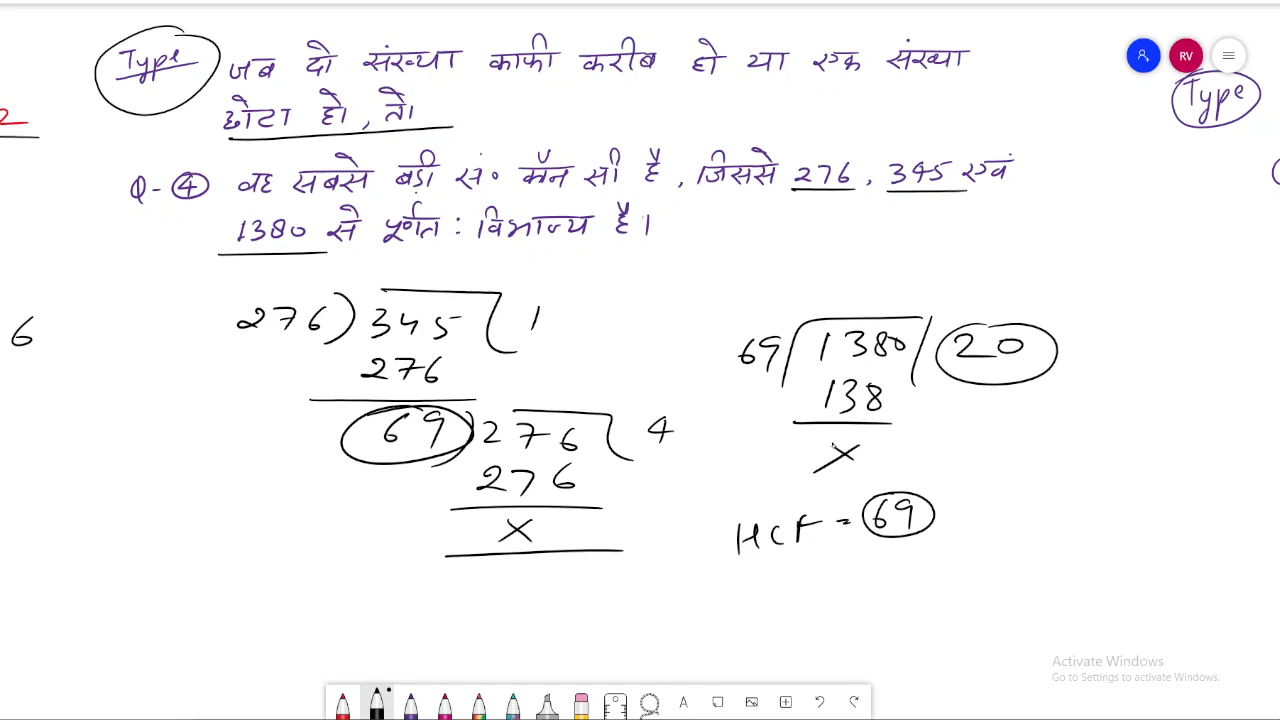 Type जब दो संख्या काफी करीब हो या एक संख्या
छोटा हो, तो।
Type
RV
2
Q-④ वह सबसे बड़ी सं० कौन सी है, जिससे 276, 345 एवं
1380 से पूर्णत: विभाज्य है।
6
276) 345 ( 1
276
69) 276 ( 4
276
×
69 / 1380 / 20
138
×
HCF = 69
Activate Windows
Go to Settings to activate Windows.
A